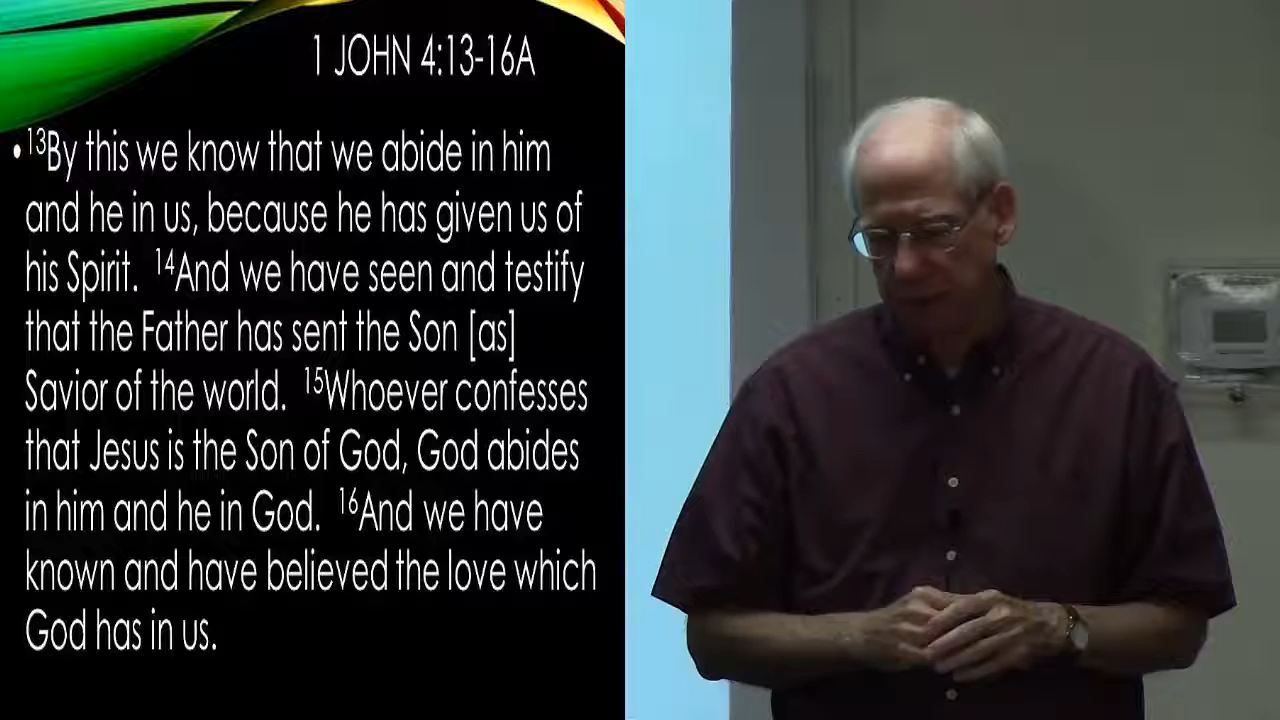 1 JOHN 4:13-16A
• 13By this we know that we abide in him
and he in us, because he has given us of
his Spirit. 14And we have seen and testify
that the Father has sent the Son [as]
Savior of the world. 15Whoever confesses
that Jesus is the Son of God, God abides
in him and he in God. 16And we have
known and have believed the love which
God has in us.